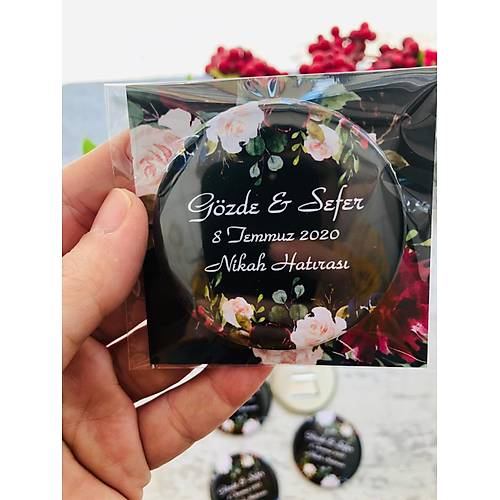 Gözde & Sefer
8 Temmuz 2020
Nikah Hatırası